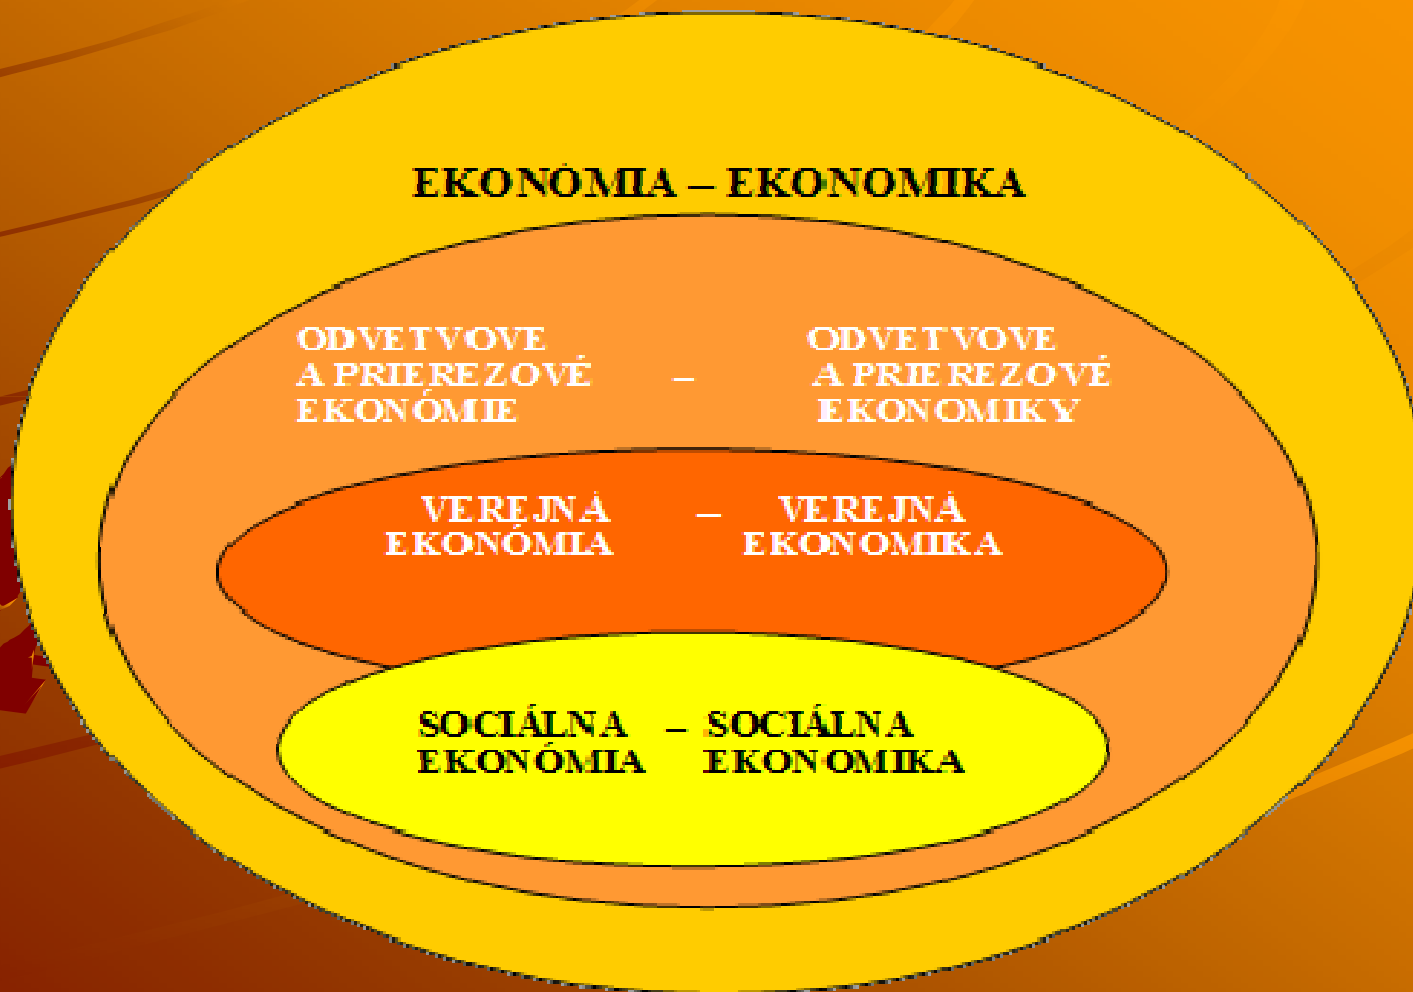 EKONÓMIA – EKONOMIKA
ODVETVOVE ODVETVOVE
A PRIEREZOVÉ – A PRIEREZOVÉ
EKONÓMIE EKONOMIKY
VEREJNÁ – VEREJNÁ
EKONÓMIA EKONOMIKA
SOCIÁLNA – SOCIÁLNA
EKONÓMIA EKONOMIKA